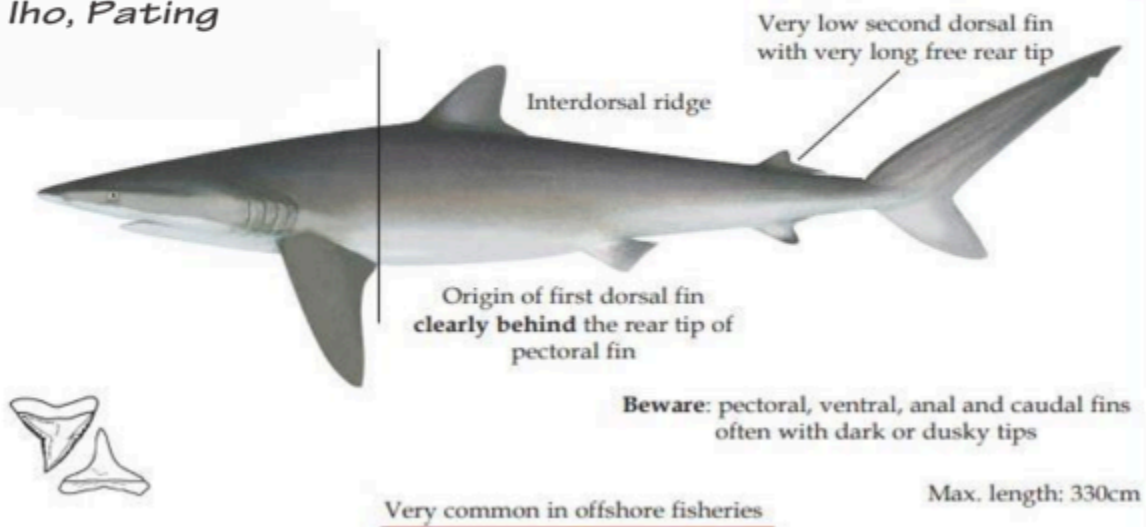 Iho, Pating
Very low second dorsal fin
with very long free rear tip
Interdorsal ridge
Origin of first dorsal fin
clearly behind the rear tip of
pectoral fin
Beware: pectoral, ventral, anal and caudal fins
often with dark or dusky tips
Max. length: 330cm
Very common in offshore fisheries